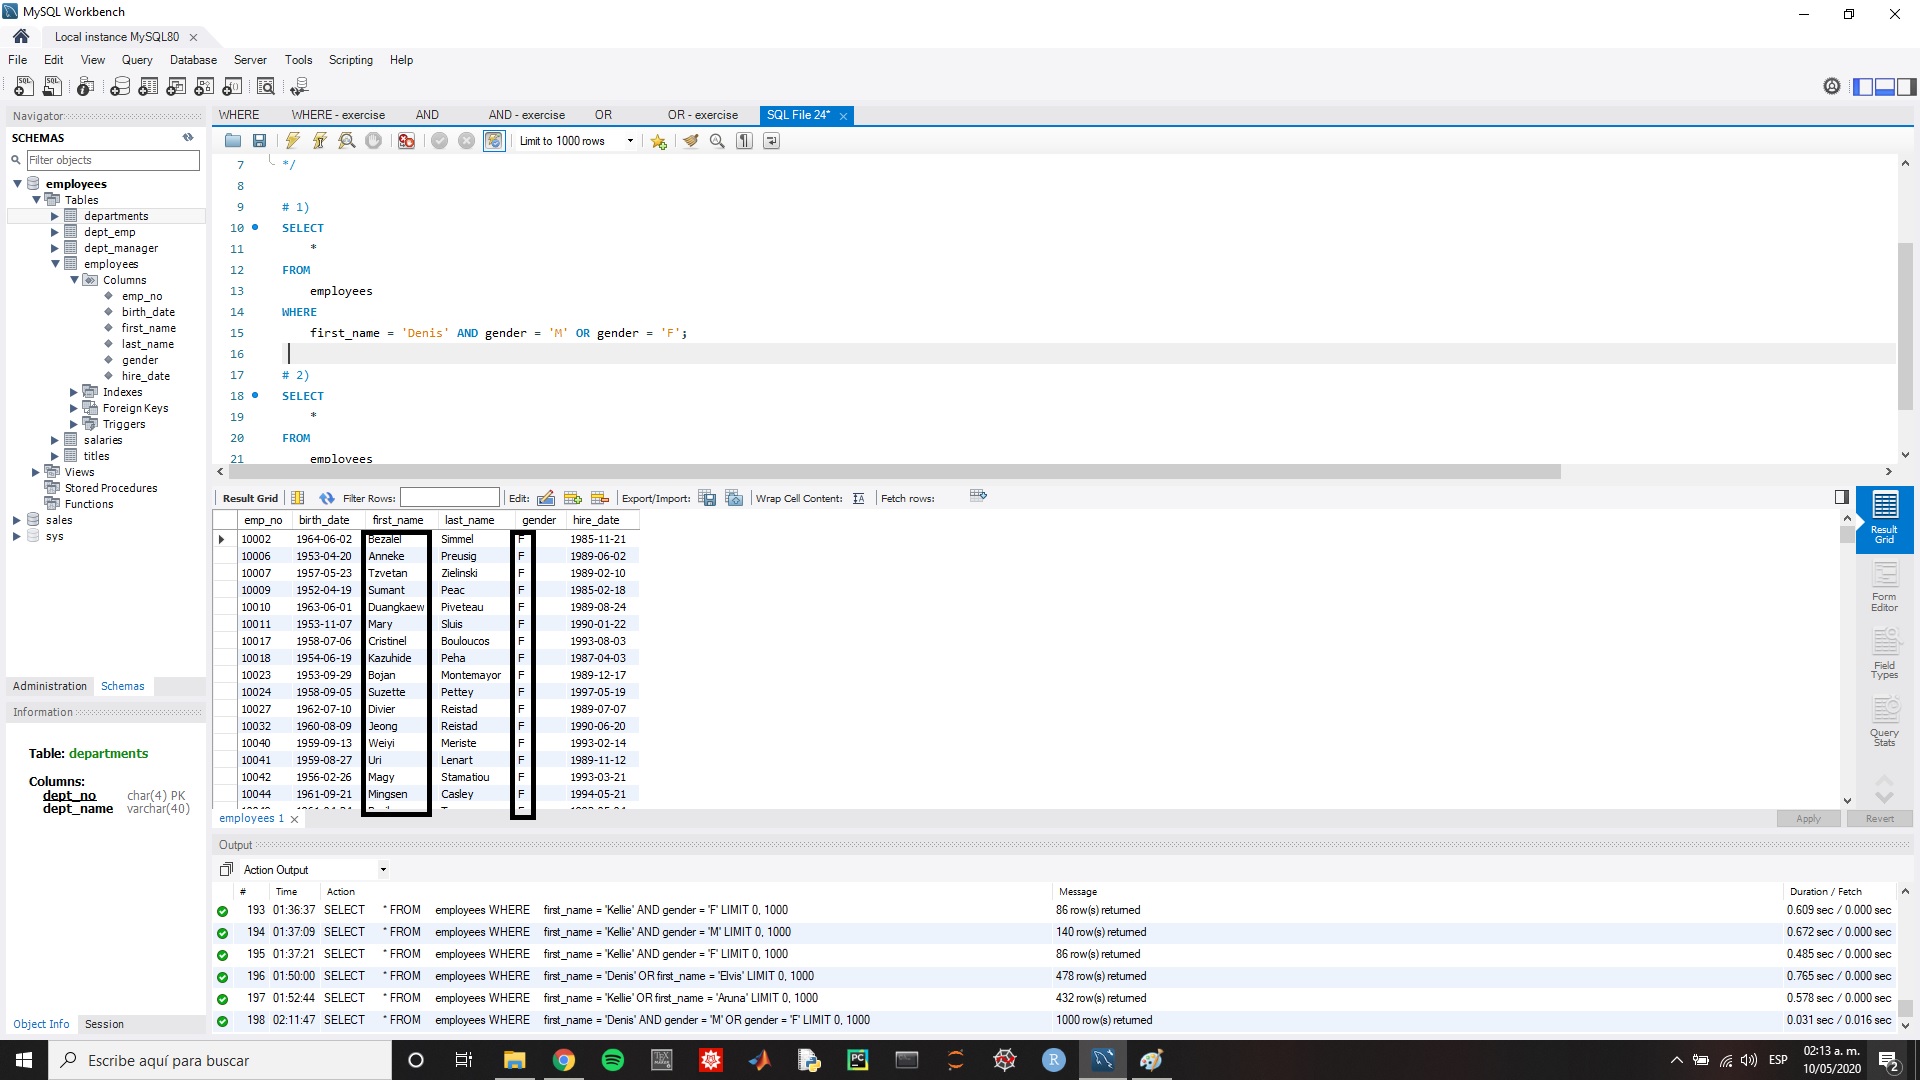 MySQL Workbench
Local instance MySQL80
File Edit View Query Database Server Tools Scripting Help
Navigator
SCHEMAS
Filter objects
employees
Tables
departments
dept_emp
dept_manager
employees
Columns
emp_no
birth_date
first_name
last_name
gender
hire_date
Indexes
Foreign Keys
Triggers
salaries
titles
Views
Stored Procedures
Functions
sales
sys
Administration Schemas
Information
Table: departments
Columns:
dept_no char(4) PK
dept_name varchar(40)
Object Info Session
WHERE WHERE - exercise AND AND - exercise OR OR - exercise SQL File 24*
Limit to 1000 rows
7 */
8
9 # 1)
10 SELECT
11 *
12 FROM
13 employees
14 WHERE
15 first_name = 'Denis' AND gender = 'M' OR gender = 'F';
16
17 # 2)
18 SELECT
19 *
20 FROM
21 employees
Result Grid Filter Rows: Edit: Export/Import: Wrap Cell Content: Fetch rows:
emp_no birth_date first_name last_name gender hire_date
10002 1964-06-02 Bezalel Simmel F 1985-11-21
10006 1953-04-20 Anneke Preusig F 1989-06-02
10007 1957-05-23 Tzvetan Zielinski F 1989-02-10
10009 1952-04-19 Sumant Peac F 1985-02-18
10010 1963-06-01 Duangkaew Piveteau F 1989-08-24
10011 1953-11-07 Mary Sluis F 1990-01-22
10017 1958-07-06 Cristinel Bouloucos F 1993-08-03
10018 1954-06-19 Kazuhide Peha F 1987-04-03
10023 1953-09-29 Bojan Montemayor F 1989-12-17
10024 1958-09-05 Suzette Pettey F 1997-05-19
10027 1962-07-10 Divier Reistad F 1989-07-07
10032 1960-08-09 Jeong Reistad F 1990-06-20
10040 1959-09-13 Weiyi Meriste F 1993-02-14
10041 1959-08-27 Uri Lenart F 1989-11-12
10042 1956-02-26 Magy Stamatiou F 1993-03-21
10044 1961-09-21 Mingsen Casley F 1994-05-21
Result Grid
Form Editor
Field Types
Query Stats
employees 1
Apply Revert
Output
Action Output
# Time Action Message Duration / Fetch
193 01:36:37 SELECT * FROM employees WHERE first_name = 'Kellie' AND gender = 'F' LIMIT 0, 1000 86 row(s) returned 0.609 sec / 0.000 sec
194 01:37:09 SELECT * FROM employees WHERE first_name = 'Kellie' AND gender = 'M' LIMIT 0, 1000 140 row(s) returned 0.672 sec / 0.000 sec
195 01:37:21 SELECT * FROM employees WHERE first_name = 'Kellie' AND gender = 'F' LIMIT 0, 1000 86 row(s) returned 0.485 sec / 0.000 sec
196 01:50:00 SELECT * FROM employees WHERE first_name = 'Denis' OR first_name = 'Elvis' LIMIT 0, 1000 478 row(s) returned 0.765 sec / 0.000 sec
197 01:52:44 SELECT * FROM employees WHERE first_name = 'Kellie' OR first_name = 'Aruna' LIMIT 0, 1000 432 row(s) returned 0.578 sec / 0.000 sec
198 02:11:47 SELECT * FROM employees WHERE first_name = 'Denis' AND gender = 'M' OR gender = 'F' LIMIT 0, 1000 1000 row(s) returned 0.031 sec / 0.016 sec
Escribe aquí para buscar
ESP
02:13 a. m.
10/05/2020
2